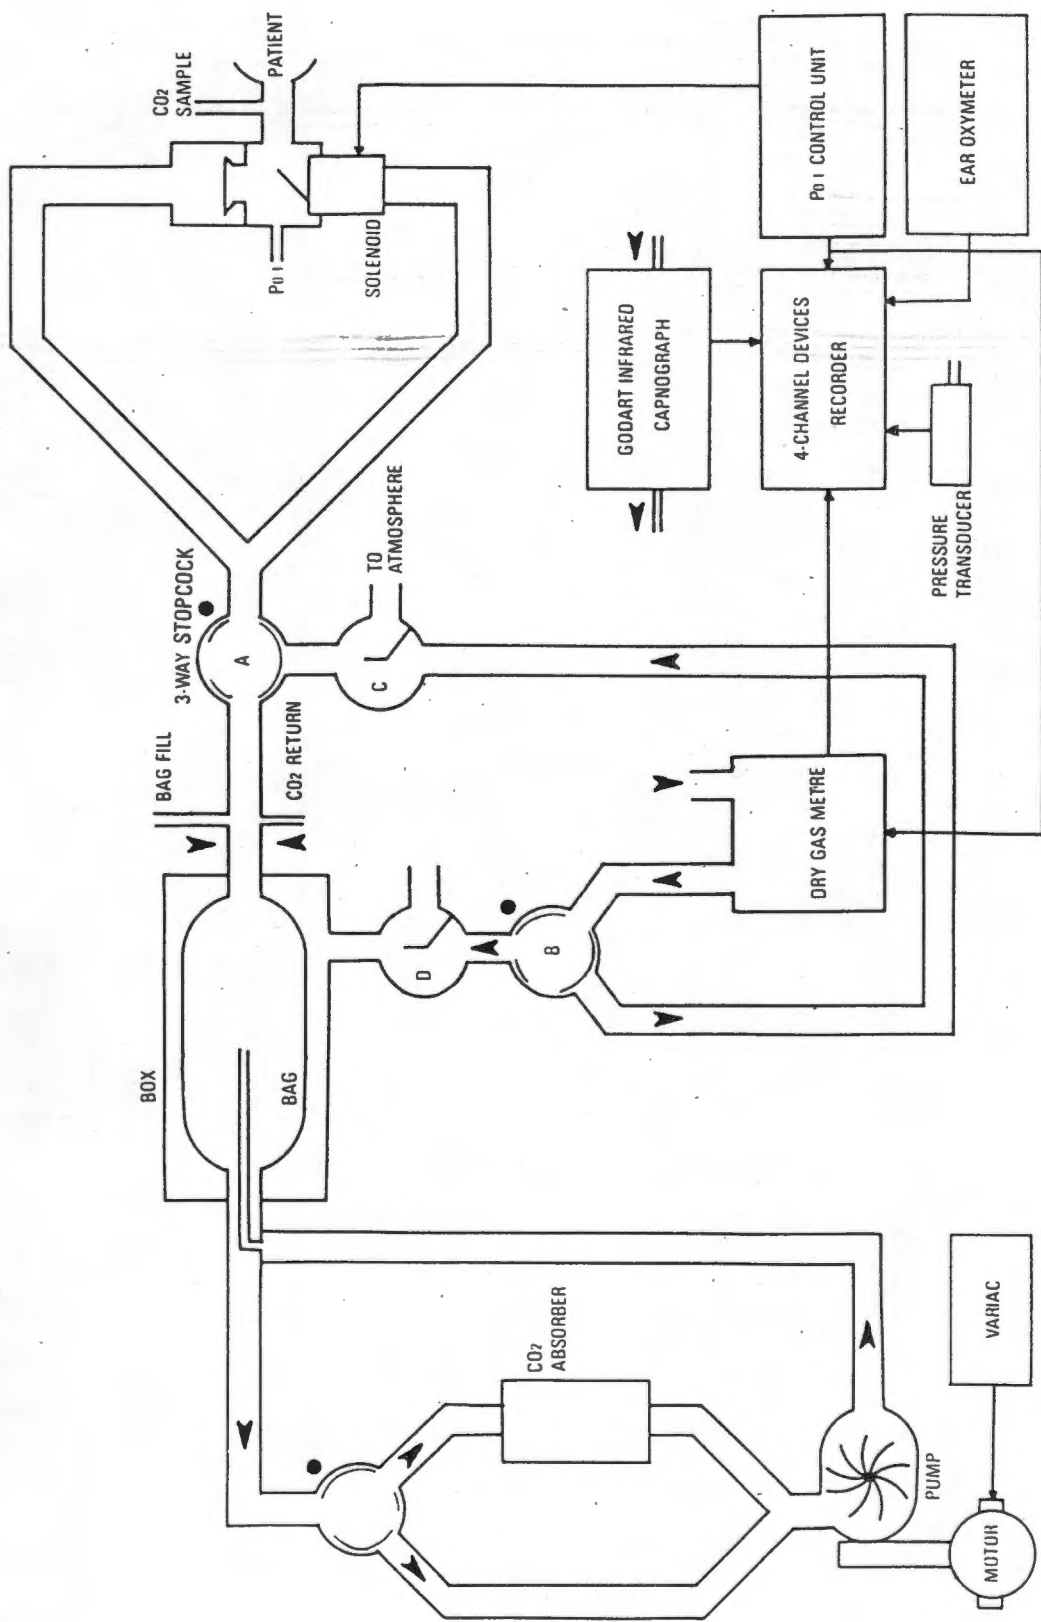 CO2
SAMPLE
PATIENT
P0 1
SOLENOID
P0 1 CONTROL UNIT
EAR OXYMETER
3-WAY STOPCOCK
A
BAG FILL
CO2 RETURN
C
TO
ATMOSPHERE
GODART INFRARED
CAPNOGRAPH
4-CHANNEL DEVICES
RECORDER
PRESSURE
TRANSDUCER
BOX
BAG
D
B
DRY GAS METRE
CO2
ABSORBER
PUMP
MOTOR
VARIAC